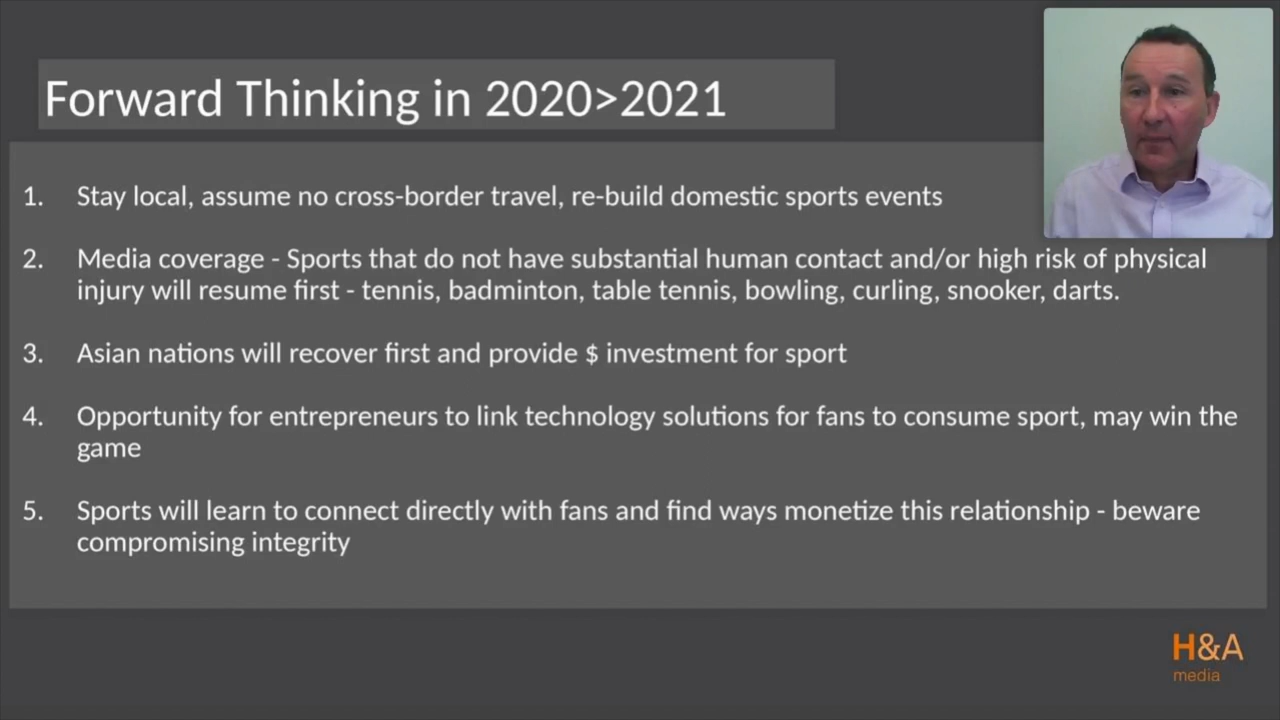 Forward Thinking in 2020>2021
1. Stay local, assume no cross-border travel, re-build domestic sports events
2. Media coverage - Sports that do not have substantial human contact and/or high risk of physical
injury will resume first - tennis, badminton, table tennis, bowling, curling, snooker, darts.
3. Asian nations will recover first and provide $ investment for sport
4. Opportunity for entrepreneurs to link technology solutions for fans to consume sport, may win the
game
5. Sports will learn to connect directly with fans and find ways monetize this relationship - beware
compromising integrity
H&A
media